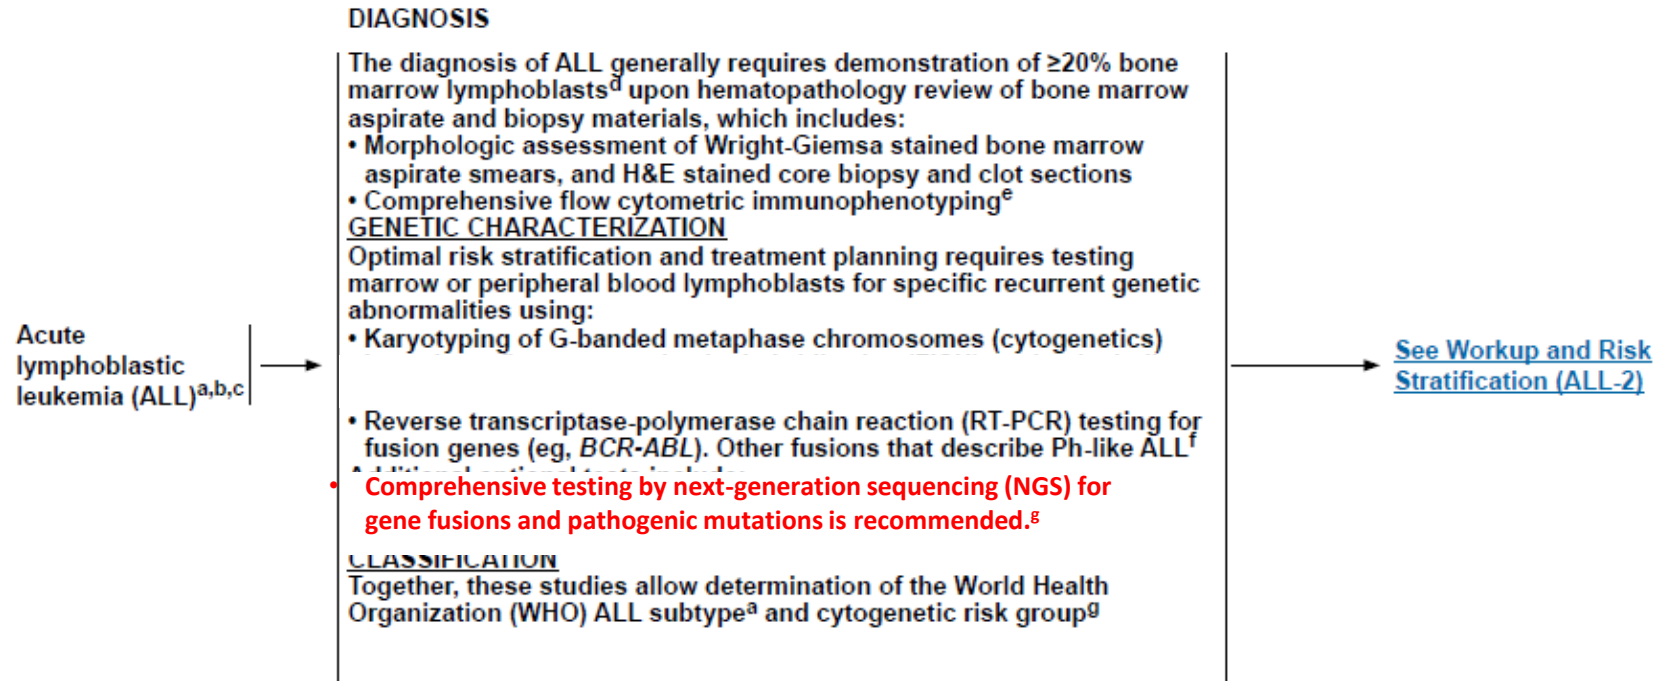 DIAGNOSIS
The diagnosis of ALL generally requires demonstration of ≥20% bone
marrow lymphoblastsd upon hematopathology review of bone marrow
aspirate and biopsy materials, which includes:
• Morphologic assessment of Wright-Giemsa stained bone marrow
aspirate smears, and H&E stained core biopsy and clot sections
• Comprehensive flow cytometric immunophenotypinge
GENETIC CHARACTERIZATION
Optimal risk stratification and treatment planning requires testing
marrow or peripheral blood lymphoblasts for specific recurrent genetic
abnormalities using:
• Karyotyping of G-banded metaphase chromosomes (cytogenetics)
Acute
lymphoblastic
leukemia (ALL)a,b,c
• Reverse transcriptase-polymerase chain reaction (RT-PCR) testing for
fusion genes (eg, BCR-ABL). Other fusions that describe Ph-like ALLf
• Comprehensive testing by next-generation sequencing (NGS) for
gene fusions and pathogenic mutations is recommended.g
CLASSIFICATION
Together, these studies allow determination of the World Health
Organization (WHO) ALL subtypea and cytogenetic risk groupg
See Workup and Risk
Stratification (ALL-2)